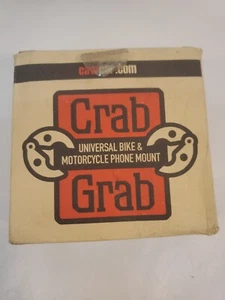 Crab
UNIVERSAL BIKE &
MOTORCYCLE PHONE MOUNT
Grab